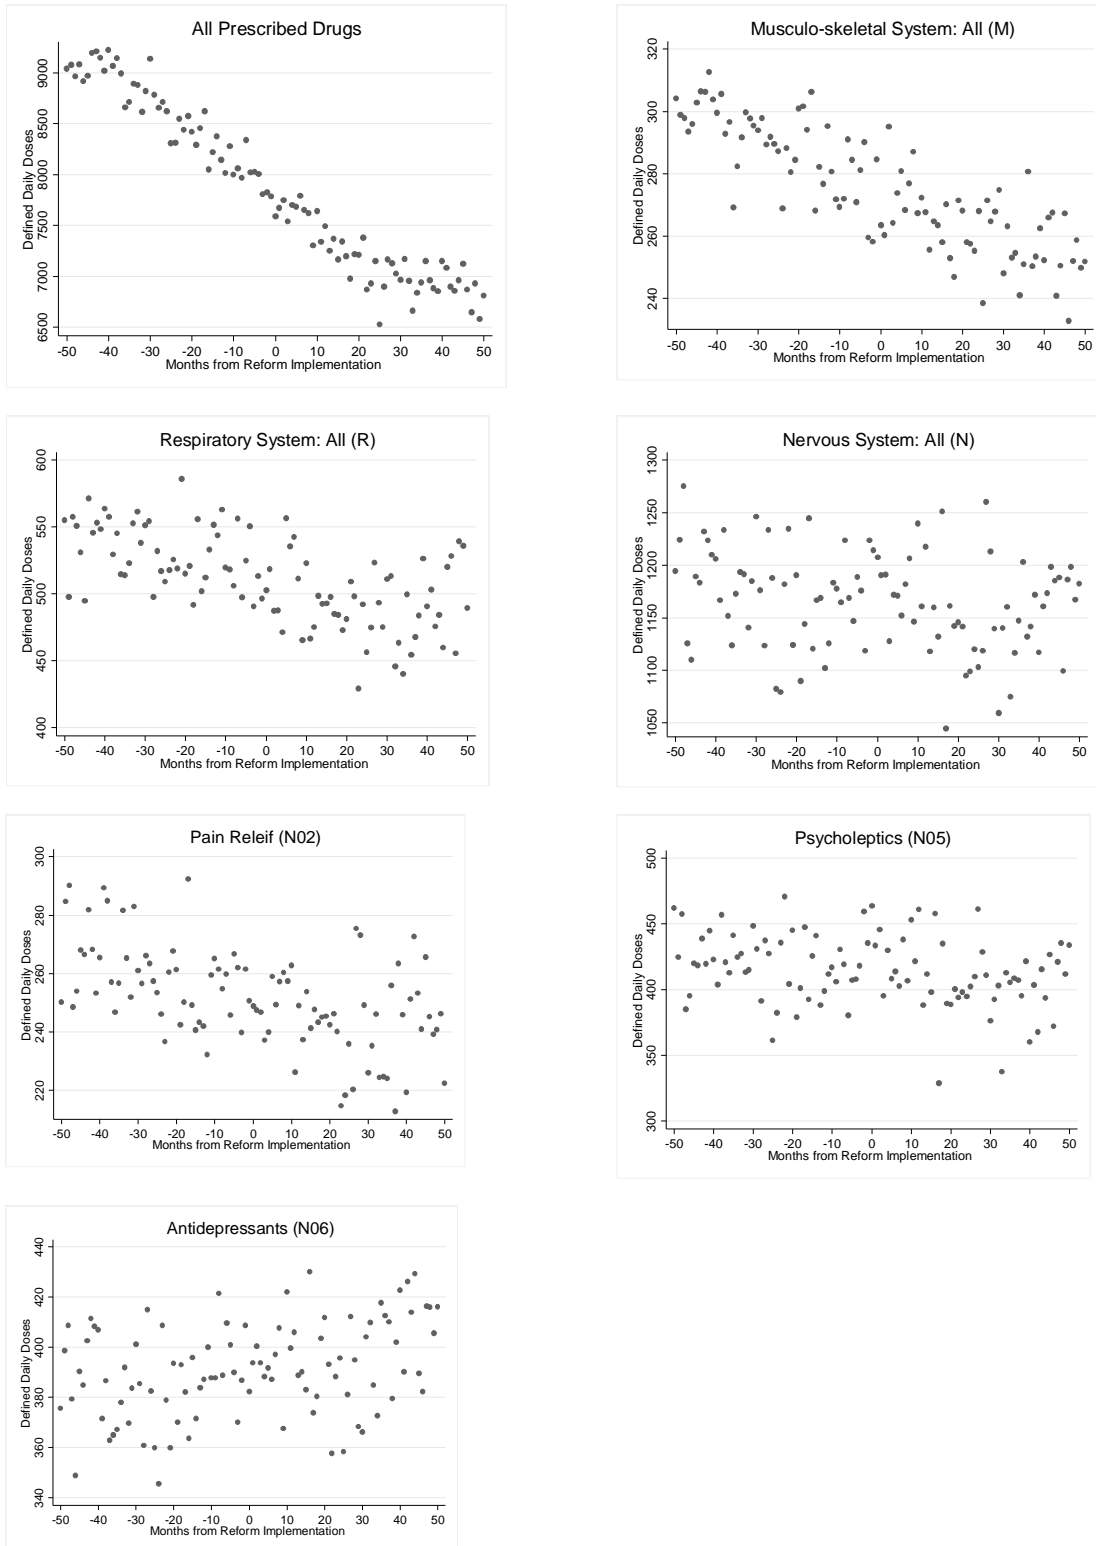 All Prescribed Drugs
Defined Daily Doses
9000
8500
8000
7500
7000
6500
-50 -40 -30 -20 -10 0 10 20 30 40 50
Months from Reform Implementation
Musculo-skeletal System: All (M)
Defined Daily Doses
320
300
280
260
240
-50 -40 -30 -20 -10 0 10 20 30 40 50
Months from Reform Implementation
Respiratory System: All (R)
Defined Daily Doses
600
550
500
450
400
-50 -40 -30 -20 -10 0 10 20 30 40 50
Months from Reform Implementation
Nervous System: All (N)
Defined Daily Doses
1300
1250
1200
1150
1100
1050
-50 -40 -30 -20 -10 0 10 20 30 40 50
Months from Reform Implementation
Pain Releif (N02)
Defined Daily Doses
300
280
260
240
220
-50 -40 -30 -20 -10 0 10 20 30 40 50
Months from Reform Implementation
Psycholeptics (N05)
Defined Daily Doses
500
450
400
350
300
-50 -40 -30 -20 -10 0 10 20 30 40 50
Months from Reform Implementation
Antidepressants (N06)
Defined Daily Doses
440
420
400
380
360
340
-50 -40 -30 -20 -10 0 10 20 30 40 50
Months from Reform Implementation